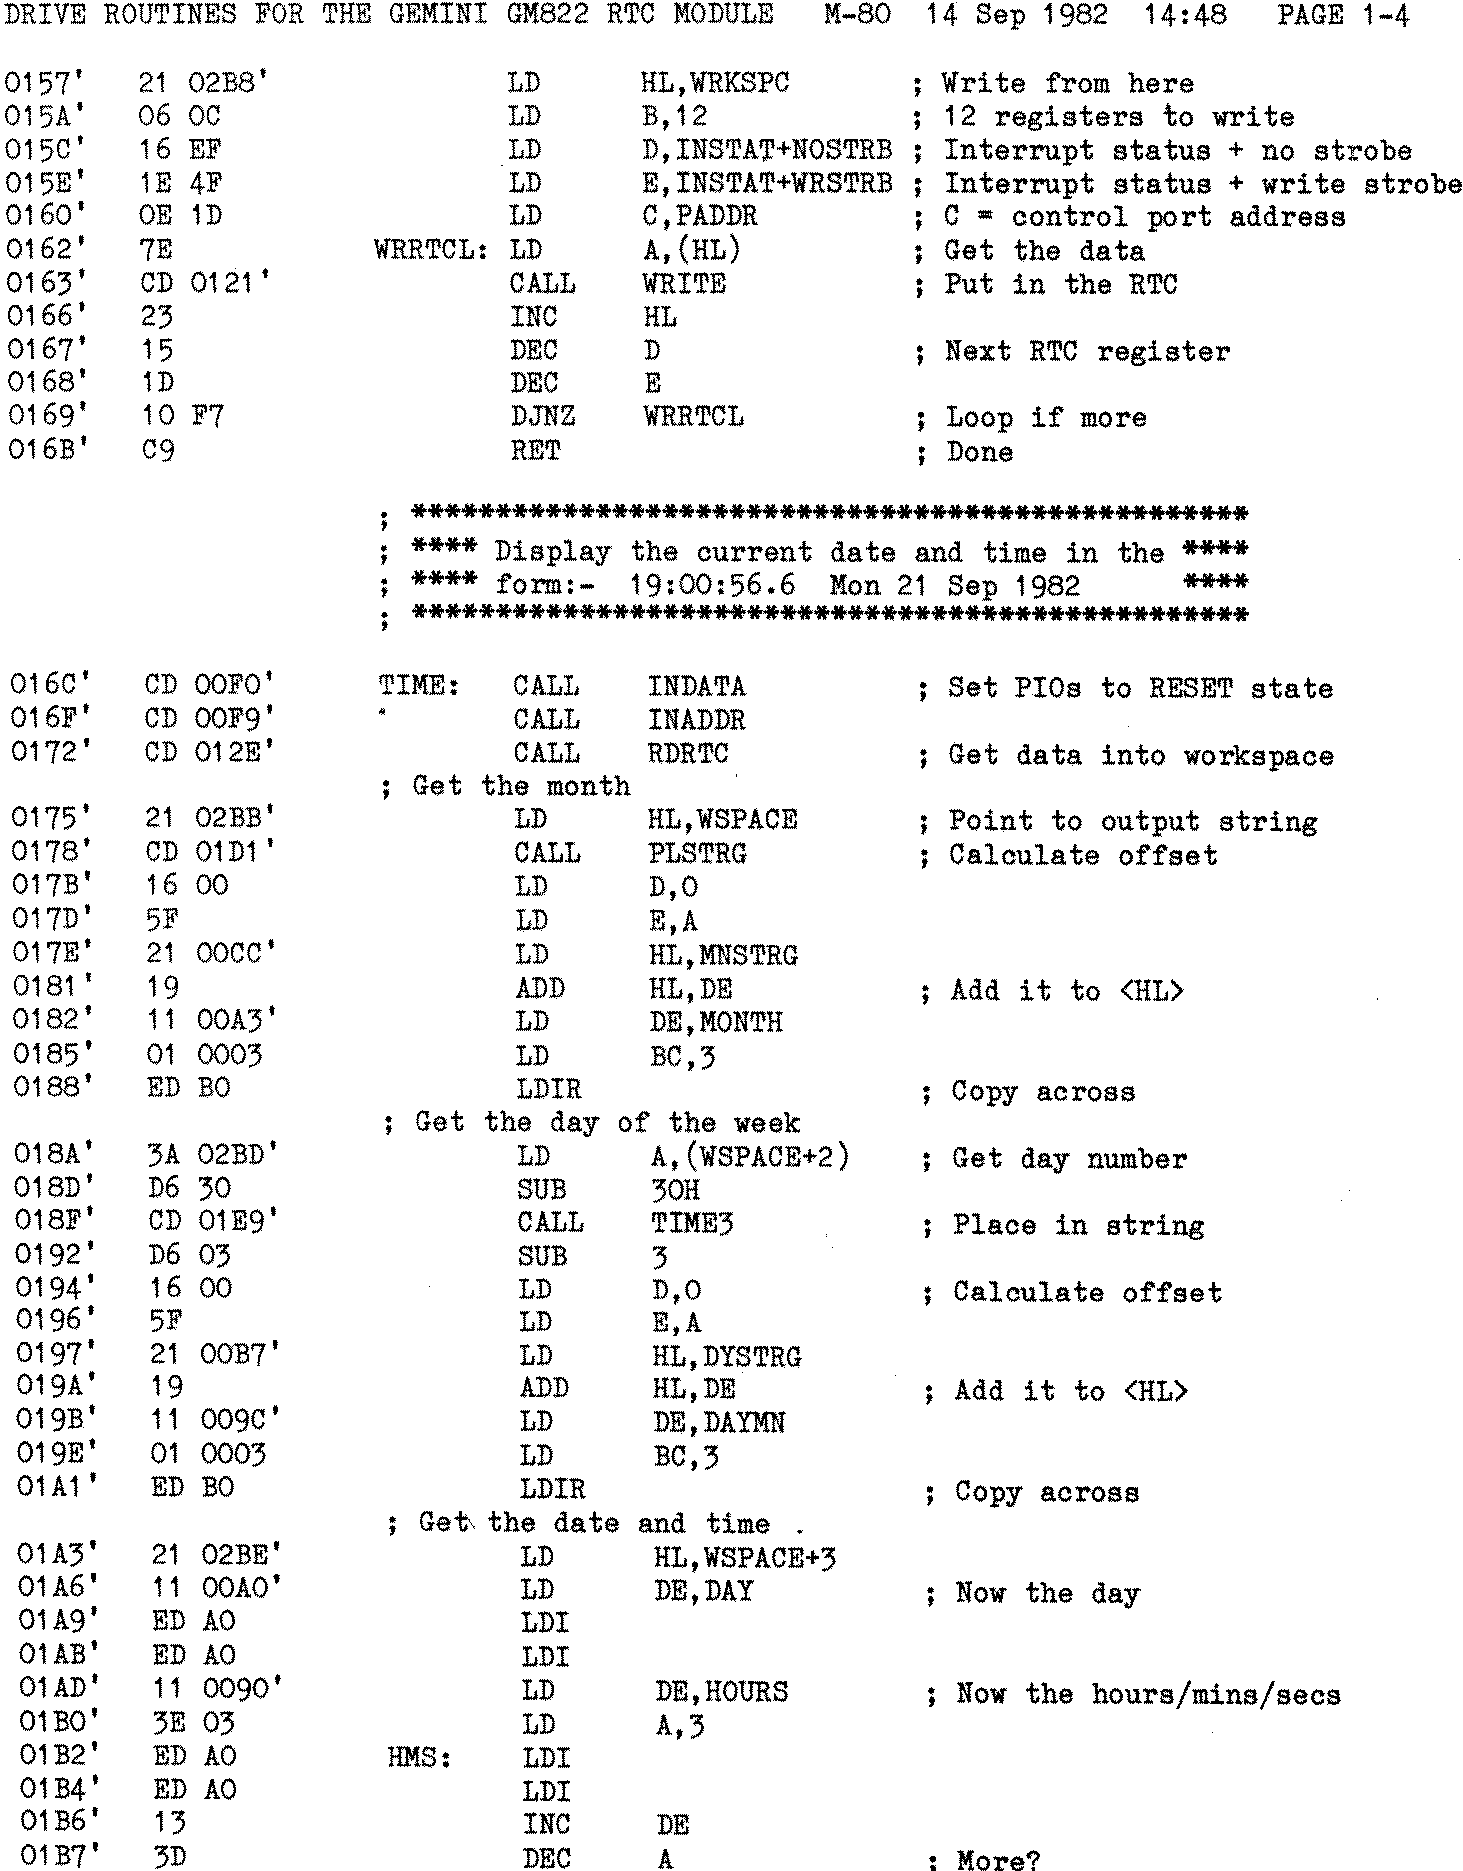 DRIVE ROUTINES FOR THE GEMINI GM822 RTC MODULE M-80 14 Sep 1982 14:48 PAGE 1-4
0157' 21 02B8' LD HL,WRKSPC ; Write from here
015A' 06 0C LD B,12 ; 12 registers to write
015C' 16 EF LD D,INSTAT+NOSTRB ; Interrupt status + no strobe
015E' 1E 4F LD E,INSTAT+WRSTRB ; Interrupt status + write strobe
0160' 0E 1D LD C,PADDR ; C = control port address
0162' 7E WRRTCL: LD A,(HL) ; Get the data
0163' CD 0121' CALL WRITE ; Put in the RTC
0166' 23 INC HL
0167' 15 DEC D ; Next RTC register
0168' 1D DEC E
0169' 10 F7 DJNZ WRRTCL ; Loop if more
016B' C9 RET ; Done
; **************************************************
; **** Display the current date and time in the ****
; **** form:- 19:00:56.6 Mon 21 Sep 1982 ****
; **************************************************
016C' CD 00F0' TIME: CALL INDATA ; Set PIOs to RESET state
016F' CD 00F9' CALL INADDR
0172' CD 012E' CALL RDRTC ; Get data into workspace
; Get the month
0175' 21 02BB' LD HL,WSPACE ; Point to output string
0178' CD 01D1' CALL PLSTRG ; Calculate offset
017B' 16 00 LD D,0
017D' 5F LD E,A
017E' 21 00CC' LD HL,MNSTRG
0181' 19 ADD HL,DE ; Add it to <HL>
0182' 11 00A3' LD DE,MONTH
0185' 01 0003 LD BC,3
0188' ED B0 LDIR ; Copy across
; Get the day of the week
018A' 3A 02BD' LD A,(WSPACE+2) ; Get day number
018D' D6 30 SUB 30H
018F' CD 01E9' CALL TIME3 ; Place in string
0192' D6 03 SUB 3
0194' 16 00 LD D,0 ; Calculate offset
0196' 5F LD E,A
0197' 21 00B7' LD HL,DYSTRG
019A' 19 ADD HL,DE ; Add it to <HL>
019B' 11 009C' LD DE,DAYMN
019E' 01 0003 LD BC,3
01A1' ED B0 LDIR ; Copy across
; Get the date and time .
01A3' 21 02BE' LD HL,WSPACE+3
01A6' 11 00A0' LD DE,DAY ; Now the day
01A9' ED A0 LDI
01AB' ED A0 LDI
01AD' 11 0090' LD DE,HOURS ; Now the hours/mins/secs
01B0' 3E 03 LD A,3
01B2' ED A0 HMS: LDI
01B4' ED A0 LDI
01B6' 13 INC DE
01B7' 3D DEC A ; More?